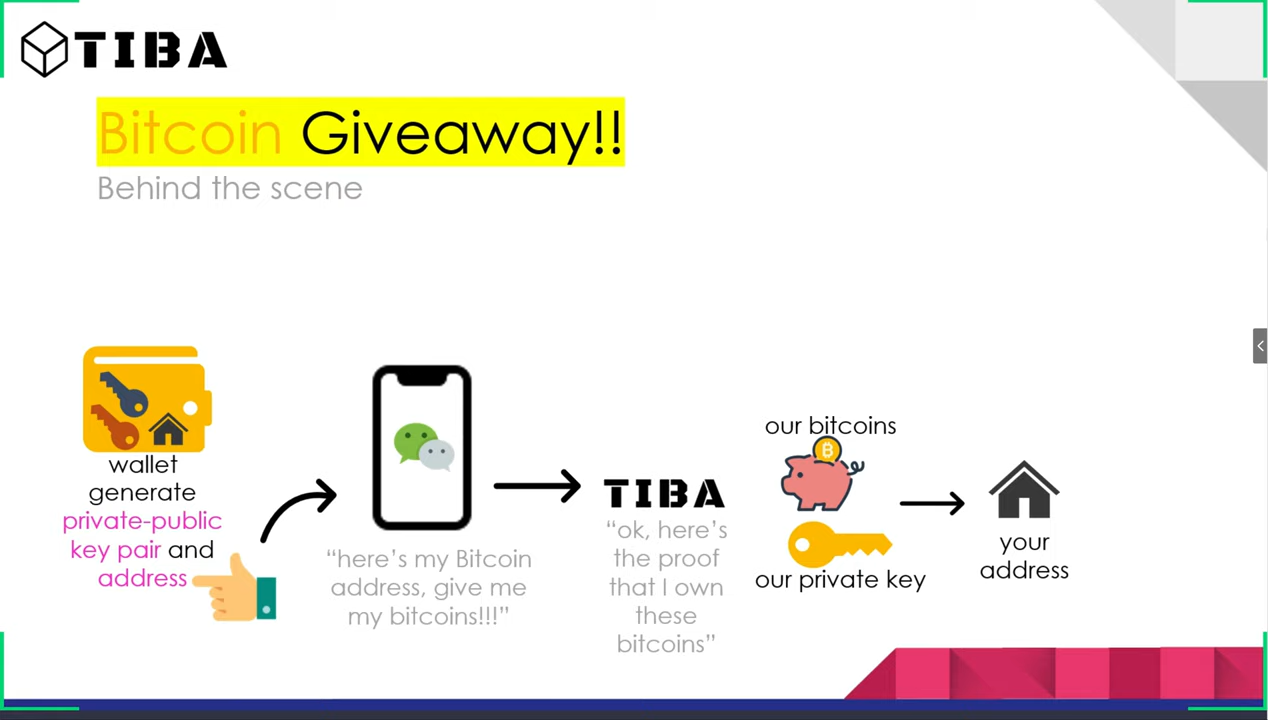 TIBA
Bitcoin Giveaway!!
Behind the scene
wallet
generate
private-public
key pair and
address
"here's my Bitcoin
address, give me
my bitcoins!!!"
TIBA
"ok, here's
the proof
that I own
these
bitcoins"
our bitcoins
our private key
your
address